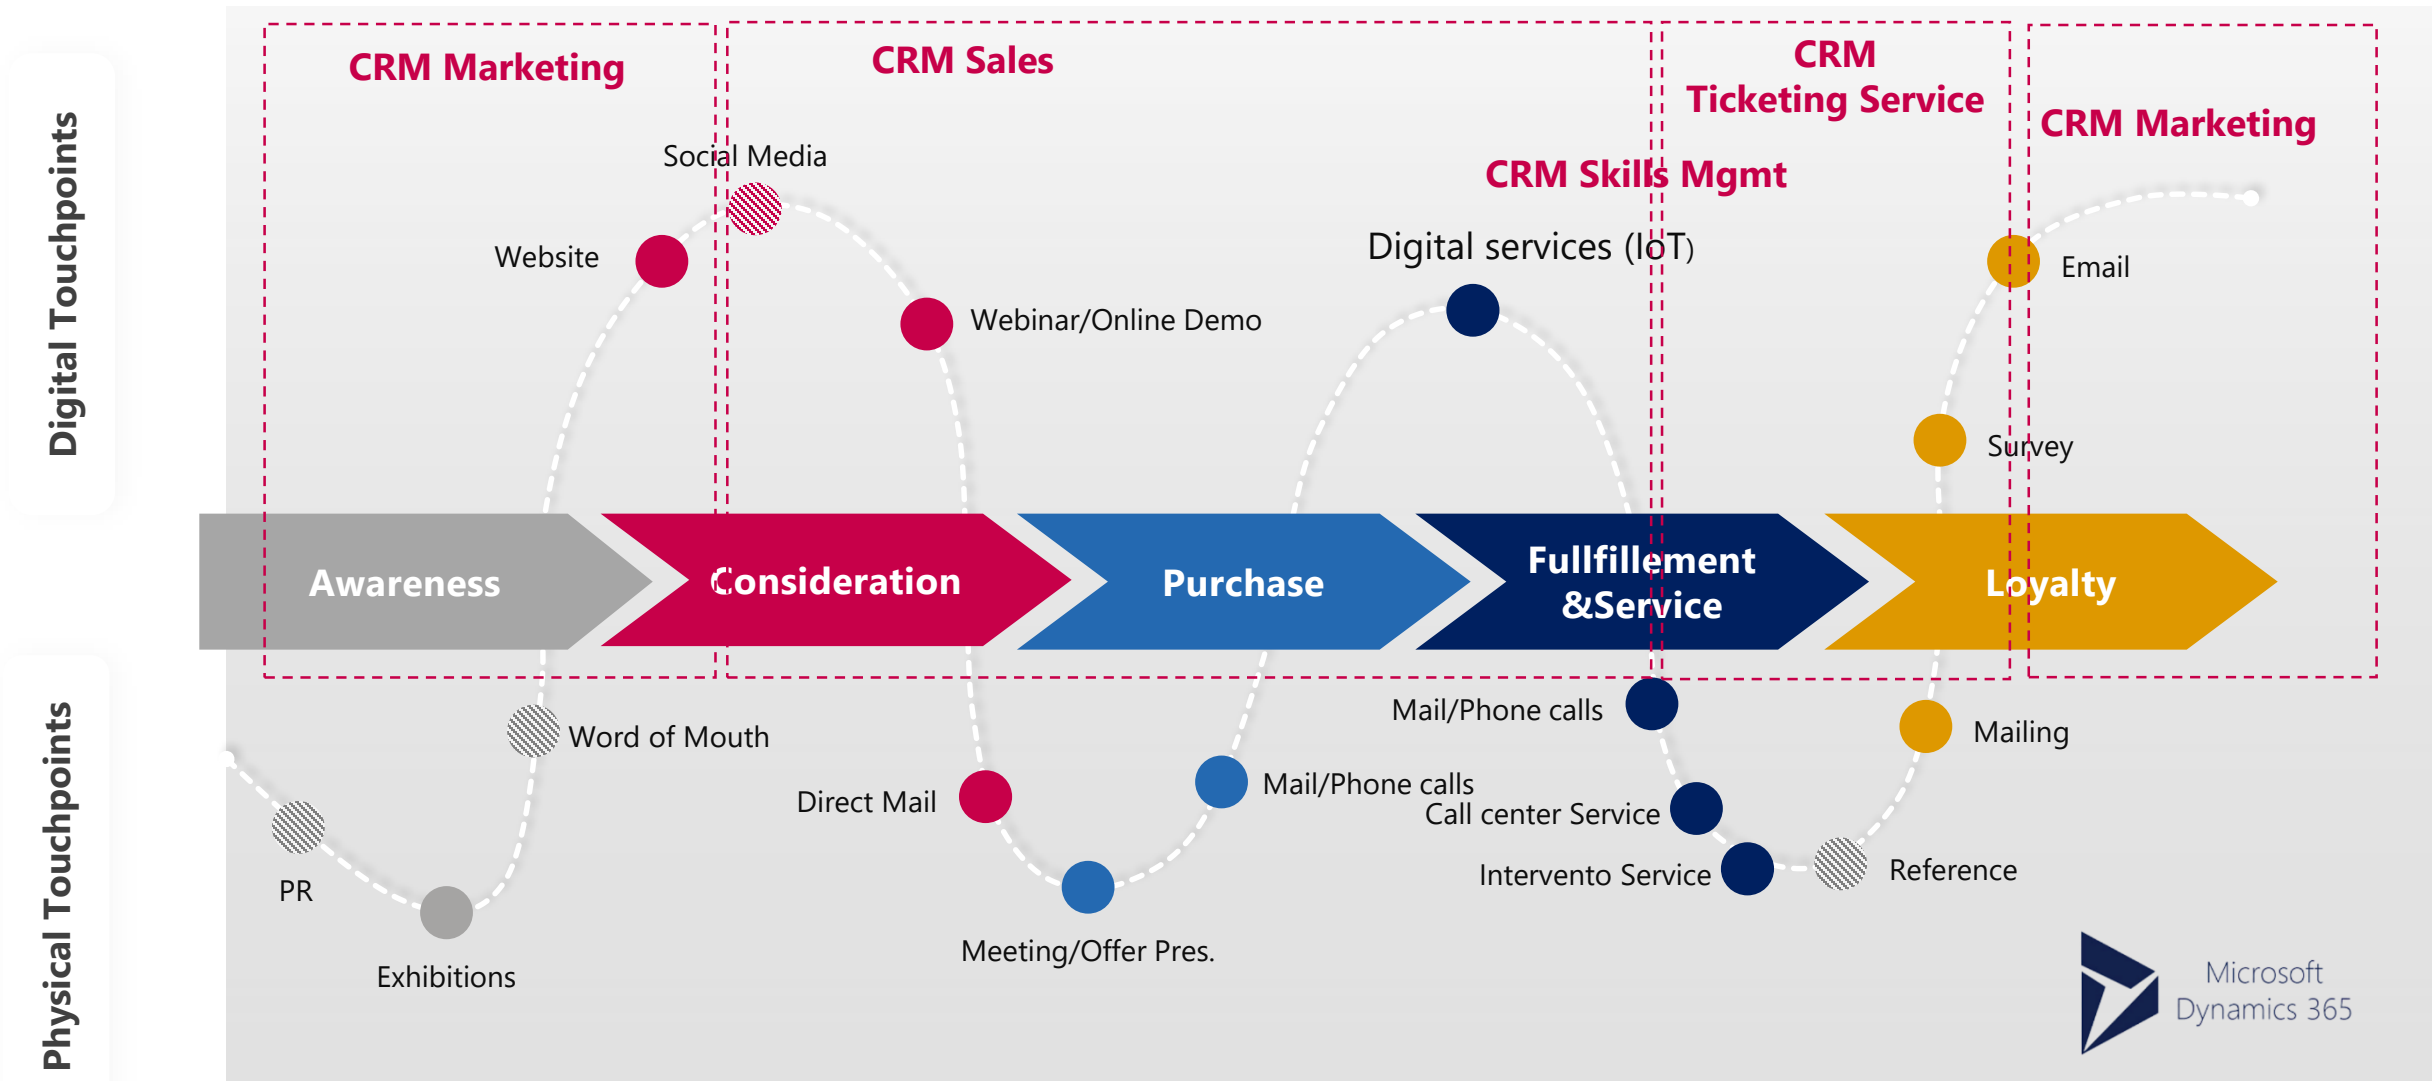 Digital Touchpoints
CRM Marketing
CRM Sales
CRM
Ticketing Service
CRM Marketing
CRM Skills Mgmt
Social Media
Website
Digital services (IoT)
Email
Webinar/Online Demo
Survey
Awareness
Consideration
Purchase
Fullfillement
&Service
Loyalty
Physical Touchpoints
Word of Mouth
Mail/Phone calls
Mailing
Direct Mail
Mail/Phone calls
Call center Service
PR
Intervento Service
Reference
Exhibitions
Meeting/Offer Pres.
Microsoft
Dynamics 365